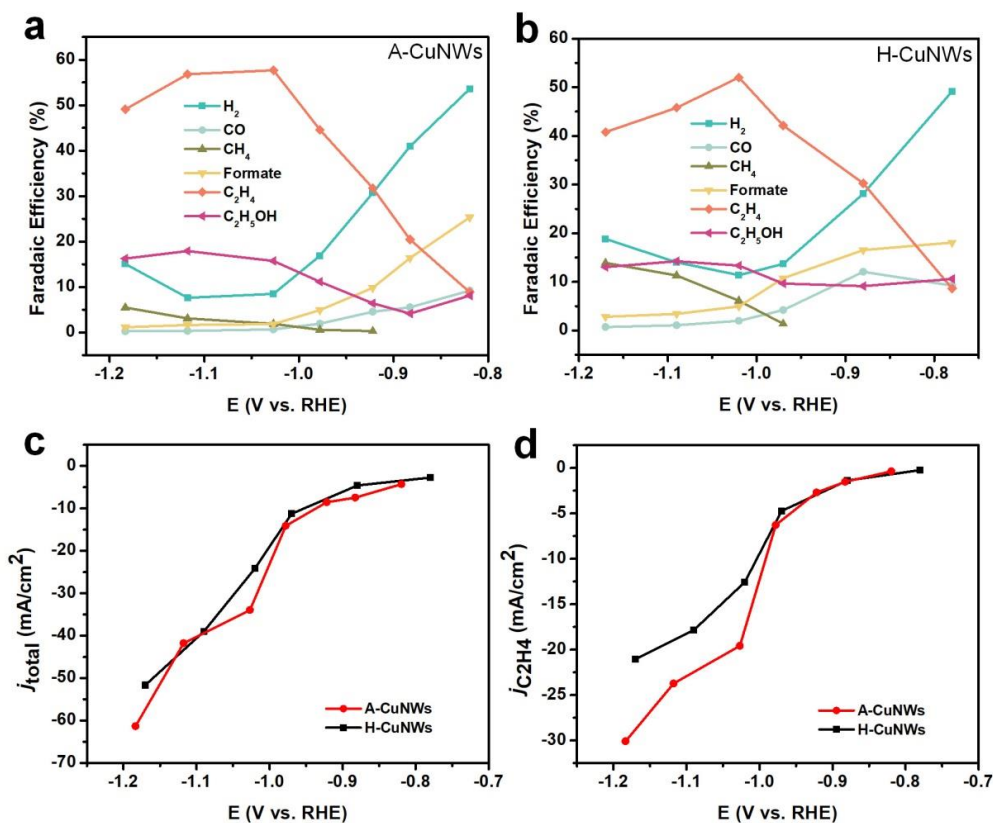 a
A-CuNWs
60
50
40
30
20
10
0
Faradaic Efficiency (%)
H₂
CO
CH₄
Formate
C₂H₄
C₂H₅OH
-1.2 -1.1 -1.0 -0.9 -0.8
E (V vs. RHE)
b
H-CuNWs
60
50
40
30
20
10
0
Faradaic Efficiency (%)
H₂
CO
CH₄
Formate
C₂H₄
C₂H₅OH
-1.2 -1.1 -1.0 -0.9 -0.8
E (V vs. RHE)
c
0
-10
-20
-30
-40
-50
-60
-70
j total (mA/cm²)
A-CuNWs
H-CuNWs
-1.2 -1.1 -1.0 -0.9 -0.8 -0.7
E (V vs. RHE)
d
0
-5
-10
-15
-20
-25
-30
j C2H4 (mA/cm²)
A-CuNWs
H-CuNWs
-1.2 -1.1 -1.0 -0.9 -0.8 -0.7
E (V vs. RHE)